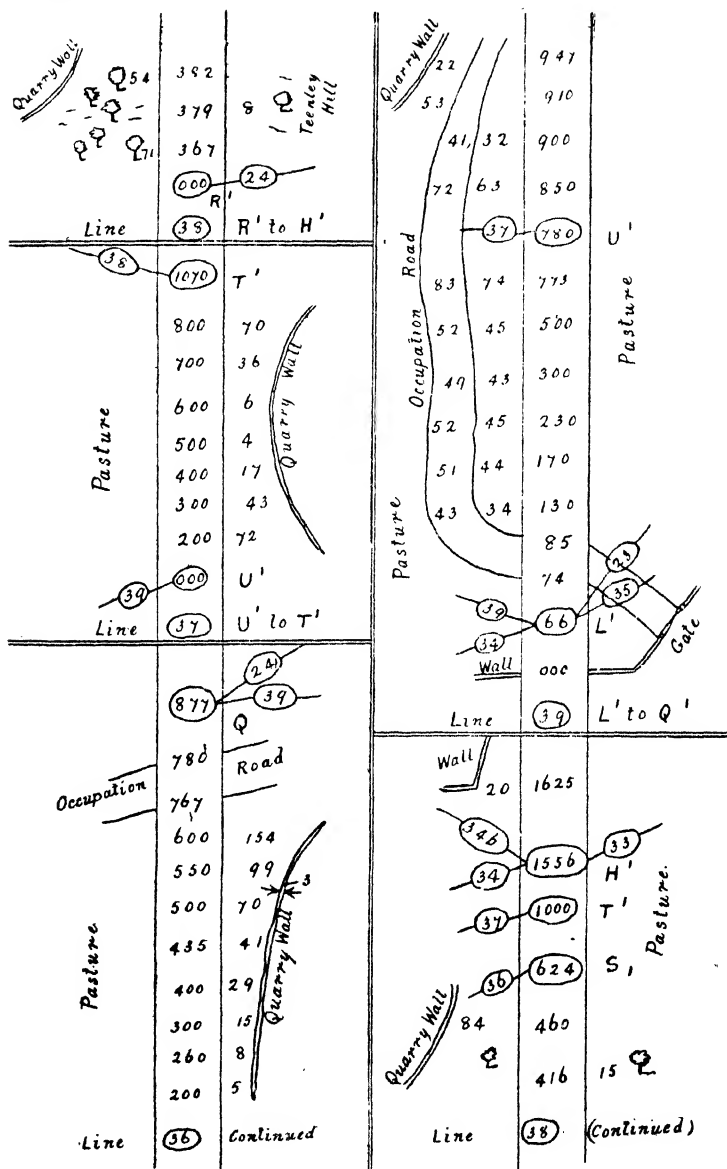 Quarry Wall
54 382
379 8 Teenley Hill
71 367
000 24
R'
Line 38 R' to H'
38 1070 T'
800 70
700 36
600 6
500 4
400 17
300 43
200 72
Pasture
Quarry Wall
39 000 U'
Line 37 U' to T'
24
877 39
Q
780 Road
Occupation 767
600 154
550 99
3
500 70
435 41
400 29
300 15
260 8
200 5
Pasture
Quarry Wall
Line 36 Continued
Quarry Wall
22 947
53 910
41, 32 900
72 63 850
37 780 U'
83 74 773
52 45 500
49 43 300
52 45 230
51 44 170
43 34 130
85
74
Occupation Road
Pasture
Pasture
23
39 66 35
34 L'
Gate
Wall 000
Line 39 L' to Q'
Wall
20 1625
346 33
34 1556 H'
37 1000 T'
36 624 S,
Pasture.
Quarry Wall
84 460
416 15
Line 38 (Continued)